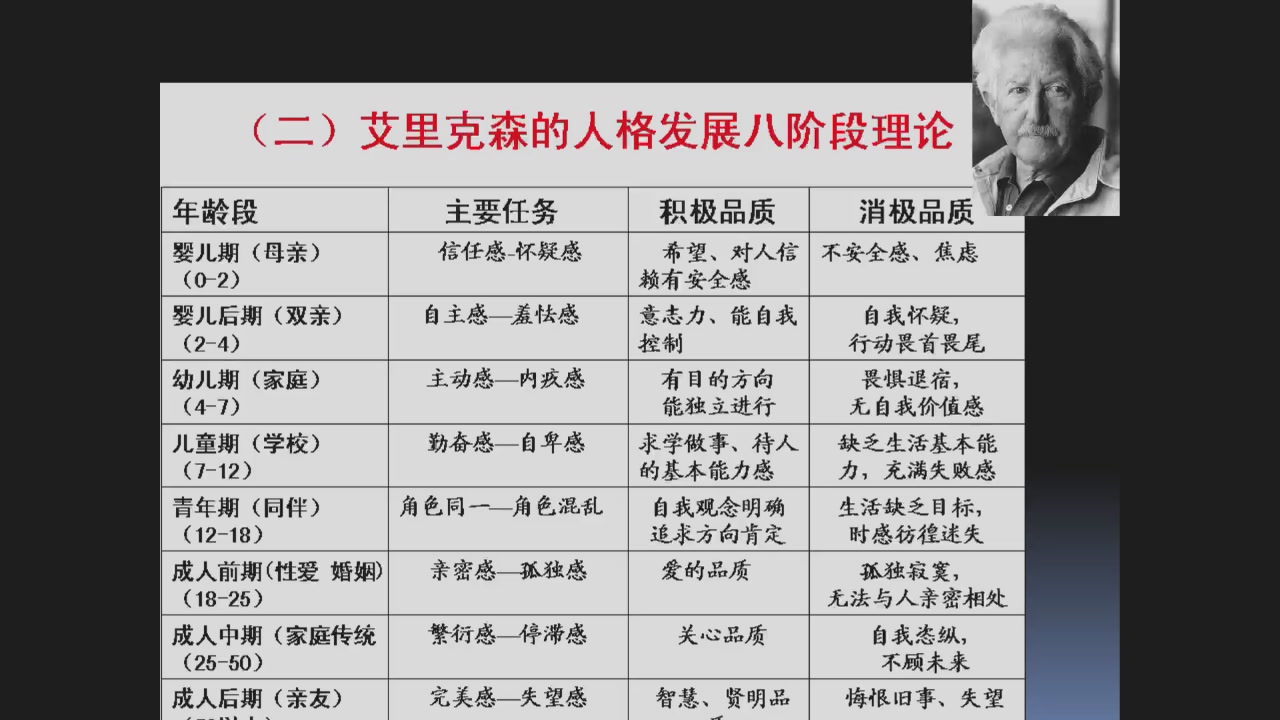 （二）艾里克森的人格发展八阶段理论
年龄段 主要任务 积极品质 消极品质
婴儿期（母亲） 信任感-怀疑感 希望、对人信 不安全感、焦虑
（0-2） 赖有安全感
婴儿后期（双亲） 自主感—羞怯感 意志力、能自我 自我怀疑，
（2-4） 控制 行动畏首畏尾
幼儿期（家庭） 主动感—内疚感 有目的方向 畏惧退宿，
（4-7） 能独立进行 无自我价值感
儿童期（学校） 勤奋感—自卑感 求学做事、待人 缺乏生活基本能
（7-12） 的基本能力感 力，充满失败感
青年期（同伴） 角色同一—角色混乱 自我观念明确 生活缺乏目标，
（12-18） 追求方向肯定 时感彷徨迷失
成人前期(性爱 婚姻) 亲密感—孤独感 爱的品质 孤独寂寞，
（18-25） 无法与人亲密相处
成人中期（家庭传统 繁衍感—停滞感 关心品质 自我恣纵，
（25-50） 不顾未来
成人后期（亲友） 完美感—失望感 智慧、贤明品 悔恨旧事、失望